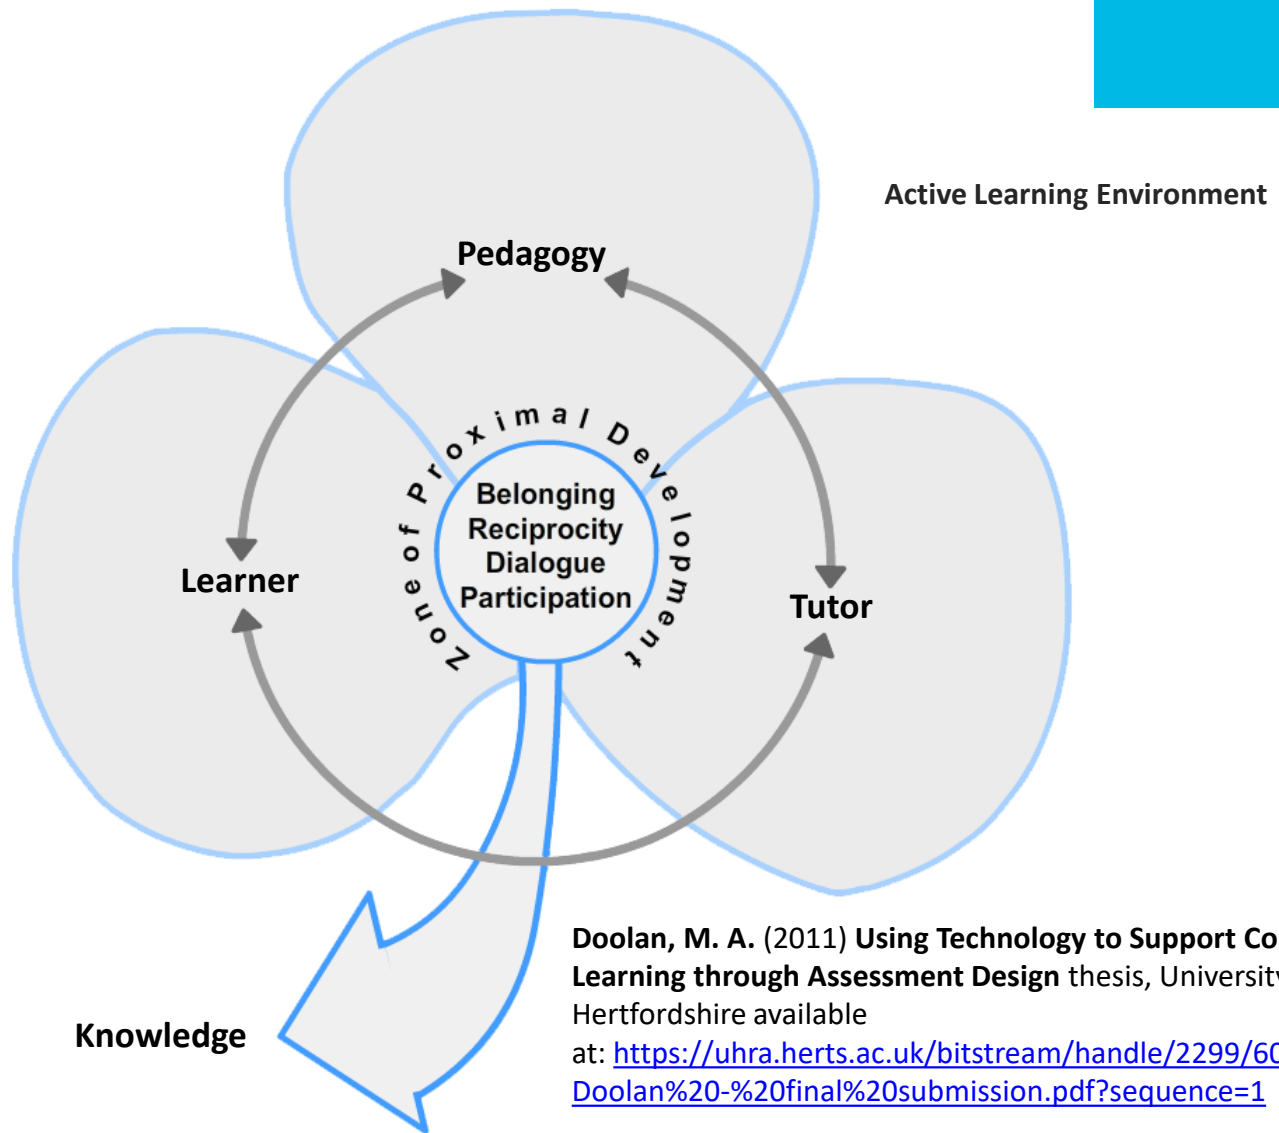 Active Learning Environment
Pedagogy
Zone of Proximal Development
Belonging
Reciprocity
Dialogue
Participation
Learner
Tutor
Doolan, M. A. (2011) Using Technology to Support Co
Learning through Assessment Design thesis, University
Hertfordshire available
at: https://uhra.herts.ac.uk/bitstream/handle/2299/60
Doolan%20-%20final%20submission.pdf?sequence=1
Knowledge